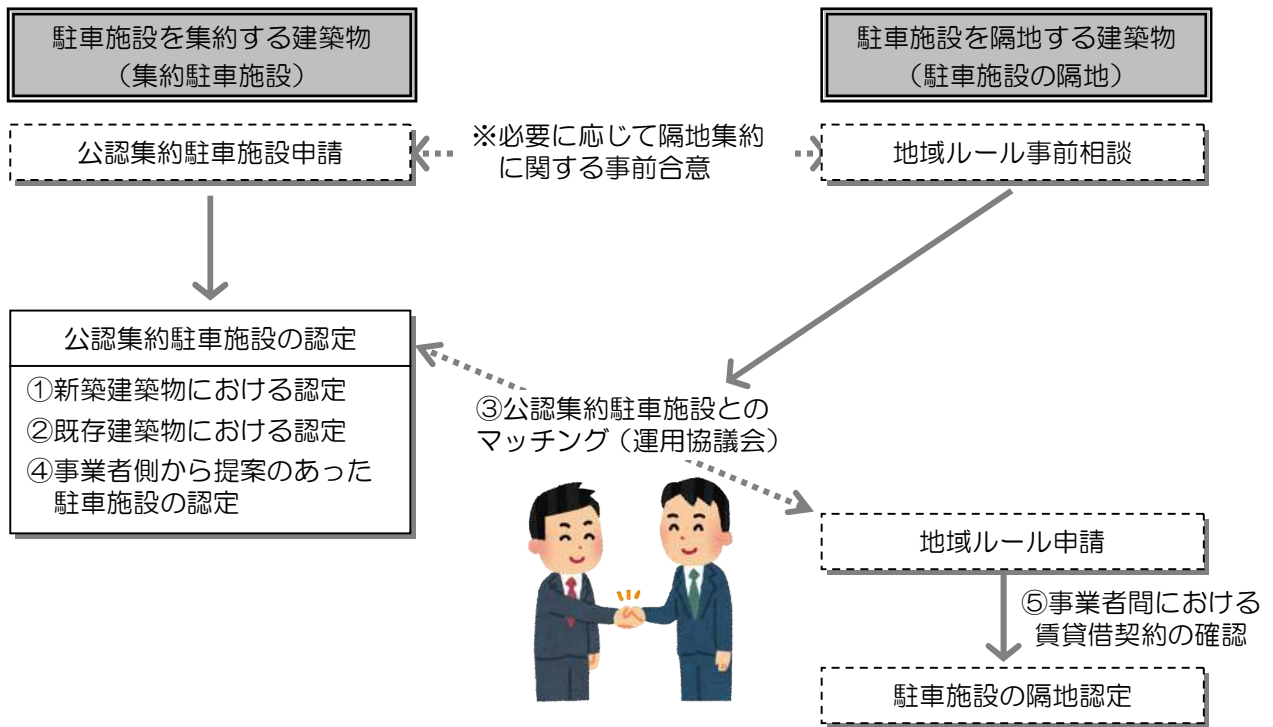 駐車施設を集約する建築物
（集約駐車施設）
駐車施設を隔地する建築物
（駐車施設の隔地）
公認集約駐車施設申請
※必要に応じて隔地集約
に関する事前合意
地域ルール事前相談
公認集約駐車施設の認定
①新築建築物における認定
②既存建築物における認定
④事業者側から提案のあった
駐車施設の認定
③公認集約駐車施設との
マッチング（運用協議会）
地域ルール申請
⑤事業者間における
賃貸借契約の確認
駐車施設の隔地認定